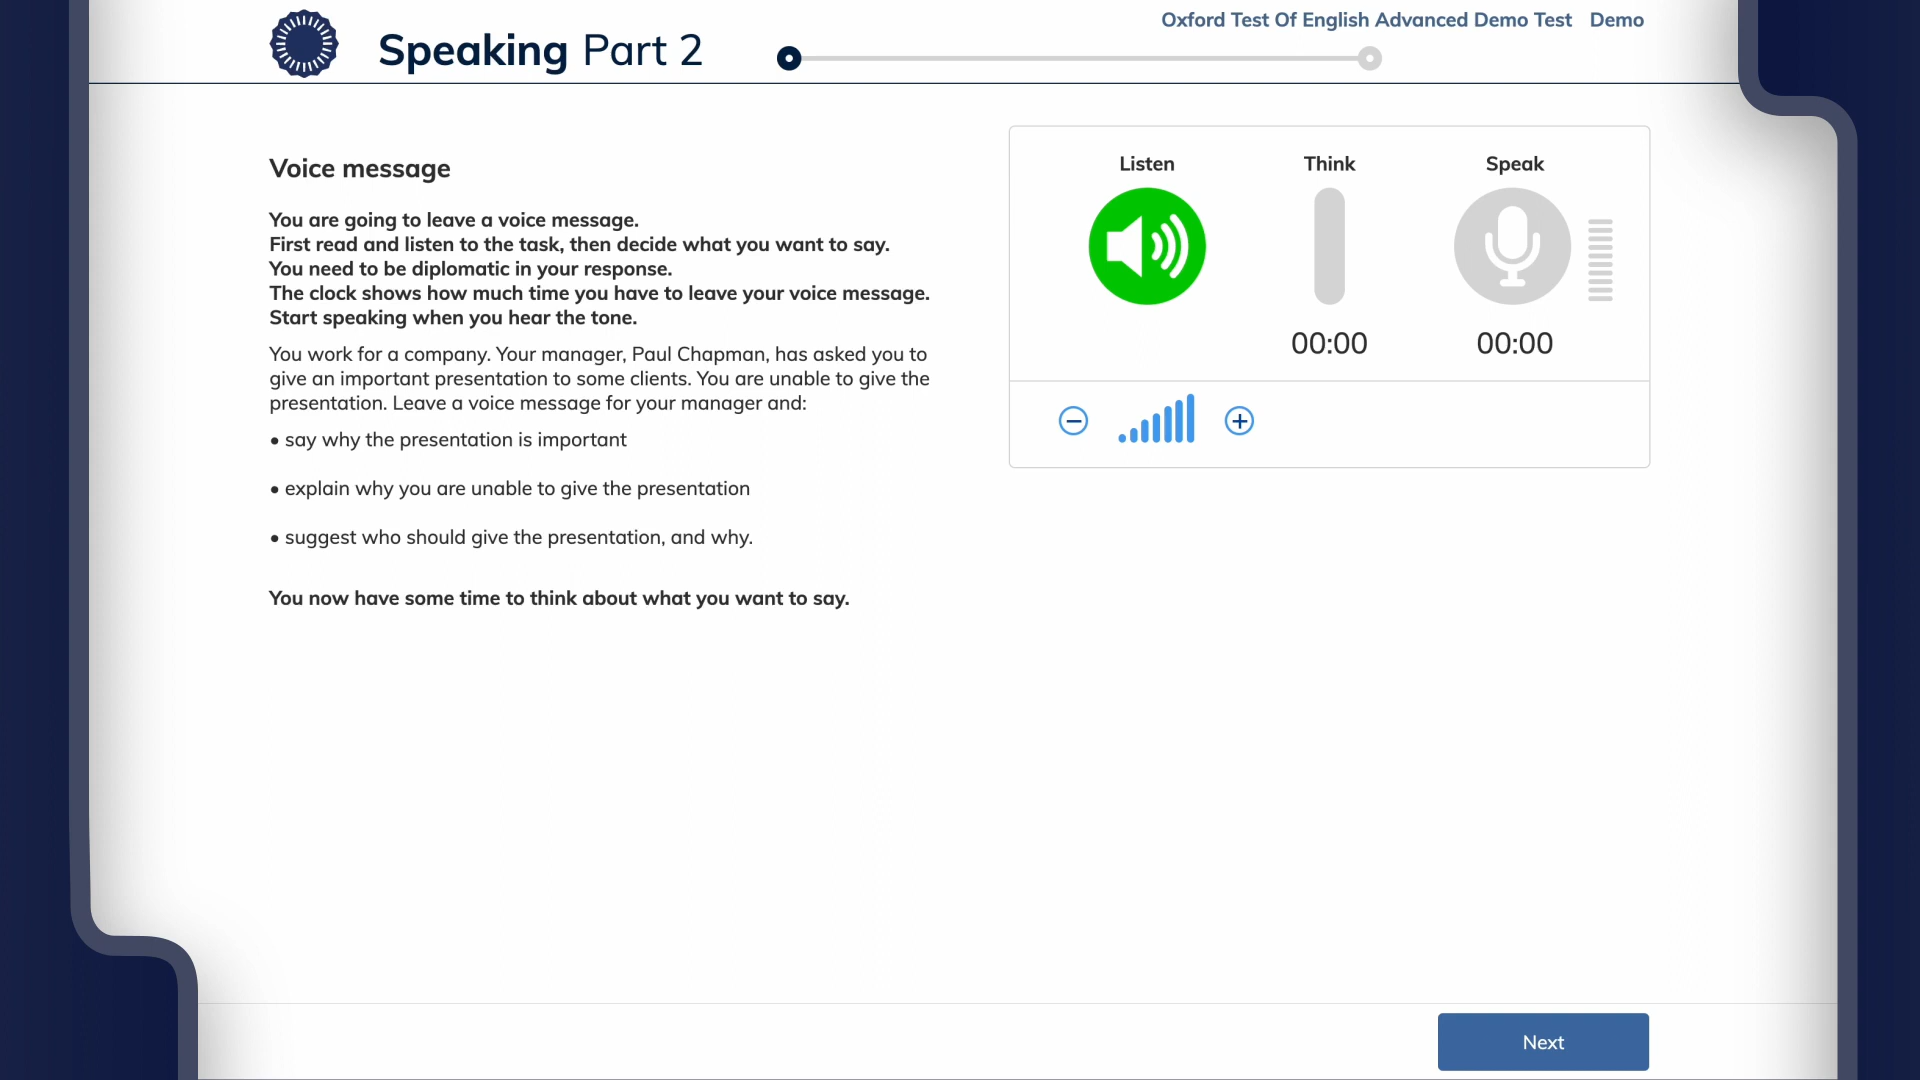 Oxford Test Of English Advanced Demo Test Demo
Speaking Part 2
Voice message
You are going to leave a voice message.
First read and listen to the task, then decide what you want to say.
You need to be diplomatic in your response.
The clock shows how much time you have to leave your voice message.
Start speaking when you hear the tone.
You work for a company. Your manager, Paul Chapman, has asked you to
give an important presentation to some clients. You are unable to give the
presentation. Leave a voice message for your manager and:
• say why the presentation is important
• explain why you are unable to give the presentation
• suggest who should give the presentation, and why.
You now have some time to think about what you want to say.
Listen Think Speak
00:00 00:00
Next